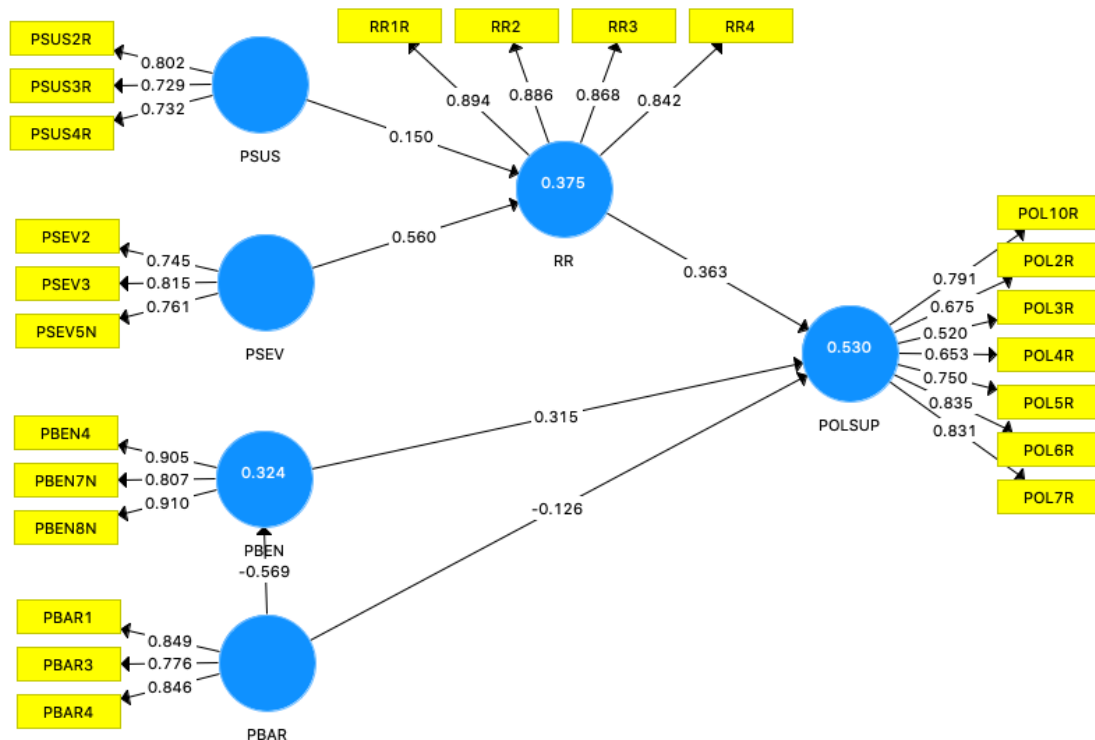 RR1R RR2 RR3 RR4
PSUS2R
PSUS3R
PSUS4R
0.802
0.729
0.732
PSUS
0.894 0.886 0.868 0.842
0.150
0.375
RR
PSEV2
PSEV3
PSEV5N
0.745
0.815
0.761
PSEV
0.560
0.363
POL10R
POL2R
POL3R
POL4R
POL5R
POL6R
POL7R
0.791
0.675
0.520
0.653
0.750
0.835
0.831
0.530
POLSUP
PBEN4
PBEN7N
PBEN8N
0.905
0.807
0.910
0.324
PBEN
0.315
-0.126
-0.569
PBAR1
PBAR3
PBAR4
0.849
0.776
0.846
PBAR